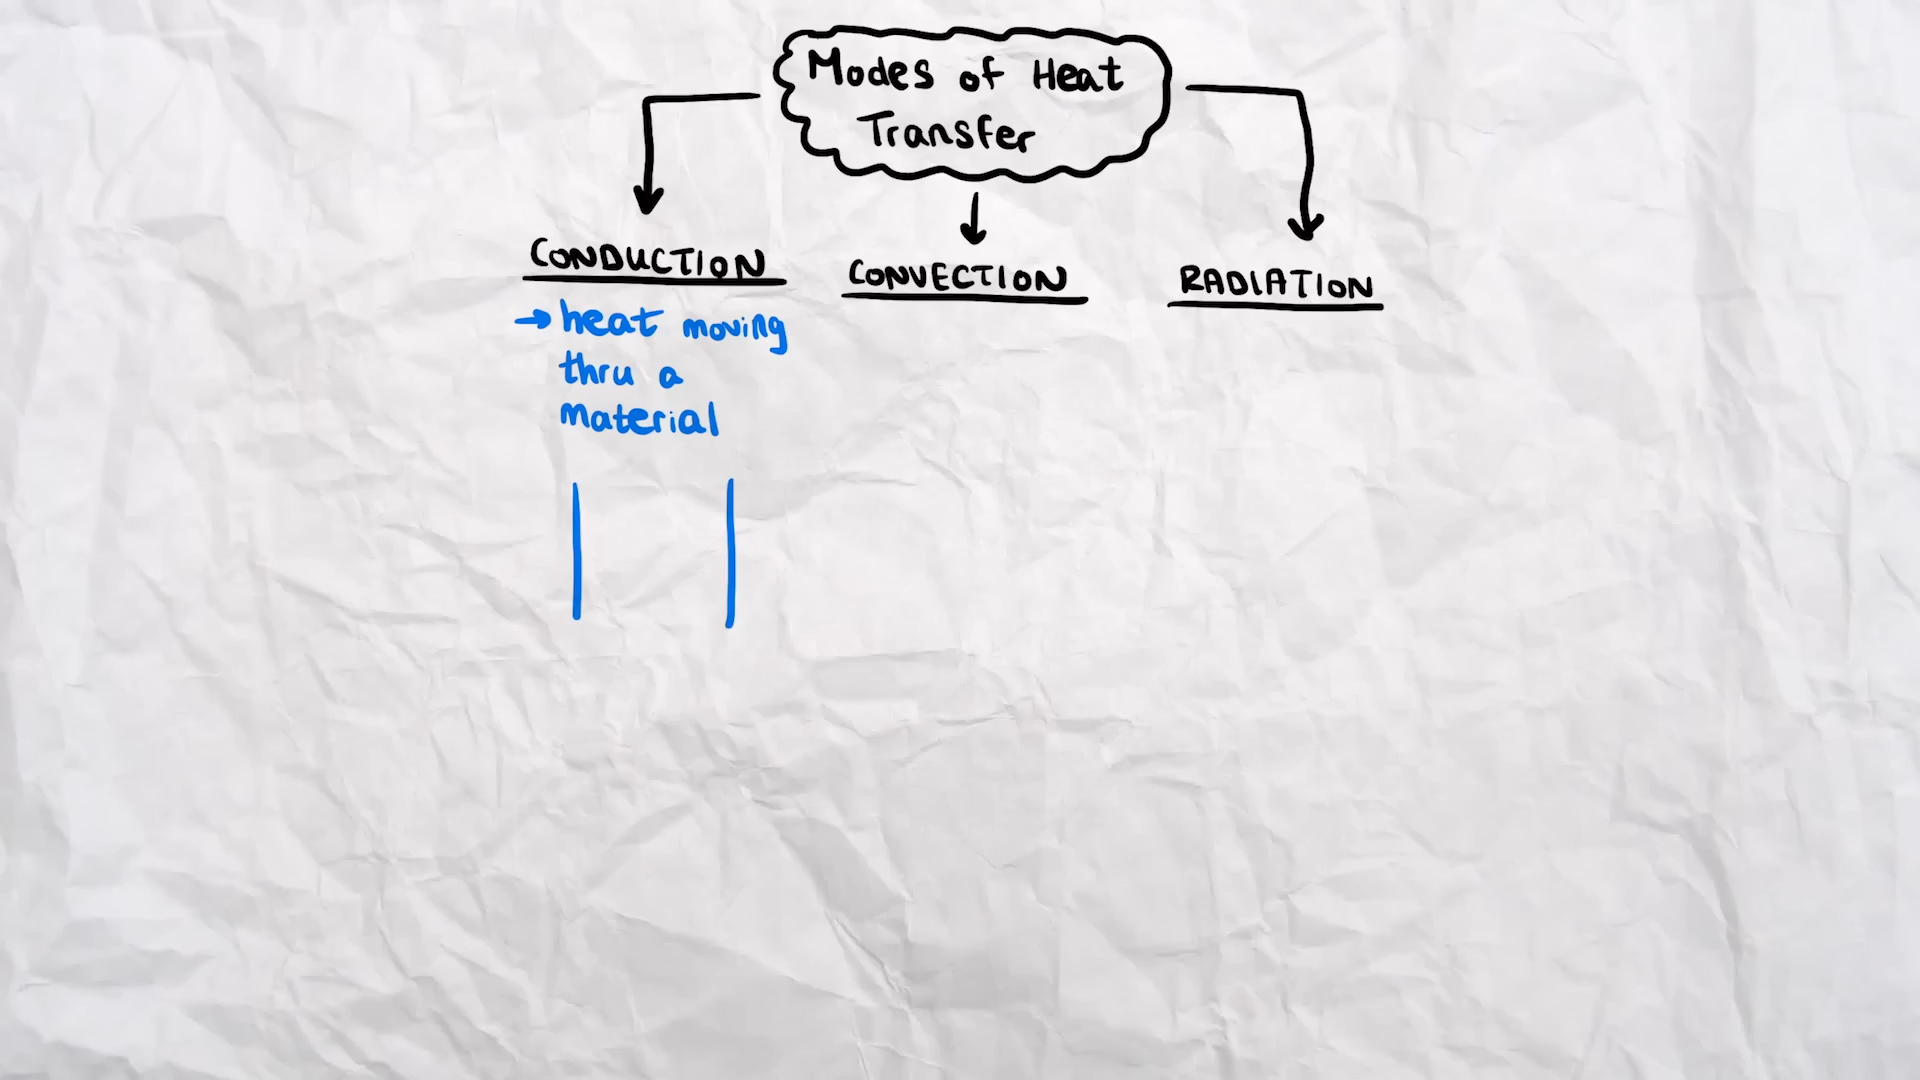 Modes of Heat
Transfer
CONDUCTION
CONVECTION
RADIATION
→ heat moving
thru a
material